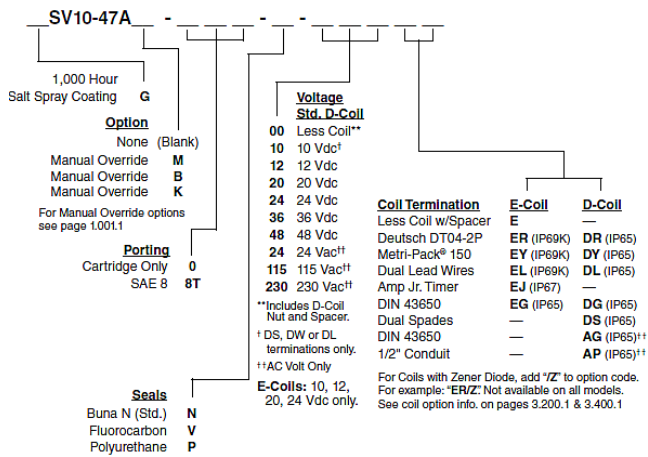 __SV10-47A__ - ______ - __ - ______ __ __
1,000 Hour
Salt Spray Coating G
Option
None (Blank)
Manual Override M
Manual Override B
Manual Override K
For Manual Override options
see page 1.001.1
Porting
Cartridge Only 0
SAE 8 8T
Seals
Buna N (Std.) N
Fluorocarbon V
Polyurethane P
Voltage
Std. D-Coil
00 Less Coil**
10 10 Vdc†
12 12 Vdc
20 20 Vdc
24 24 Vdc
36 36 Vdc
48 48 Vdc
24 24 Vac††
115 115 Vac††
230 230 Vac††
**Includes D-Coil
Nut and Spacer.
† DS, DW or DL
terminations only.
††AC Volt Only
E-Coils: 10, 12,
20, 24 Vdc only.
Coil Termination E-Coil D-Coil
Less Coil w/Spacer E —
Deutsch DT04-2P ER (IP69K) DR (IP65)
Metri-Pack® 150 EY (IP69K) DY (IP65)
Dual Lead Wires EL (IP69K) DL (IP65)
Amp Jr. Timer EJ (IP67) —
DIN 43650 EG (IP65) DG (IP65)
Dual Spades — DS (IP65)
DIN 43650 — AG (IP65)††
1/2" Conduit — AP (IP65)††
For Coils with Zener Diode, add "/Z" to option code.
For example: "ER/Z". Not available on all models.
See coil option info. on pages 3.200.1 & 3.400.1